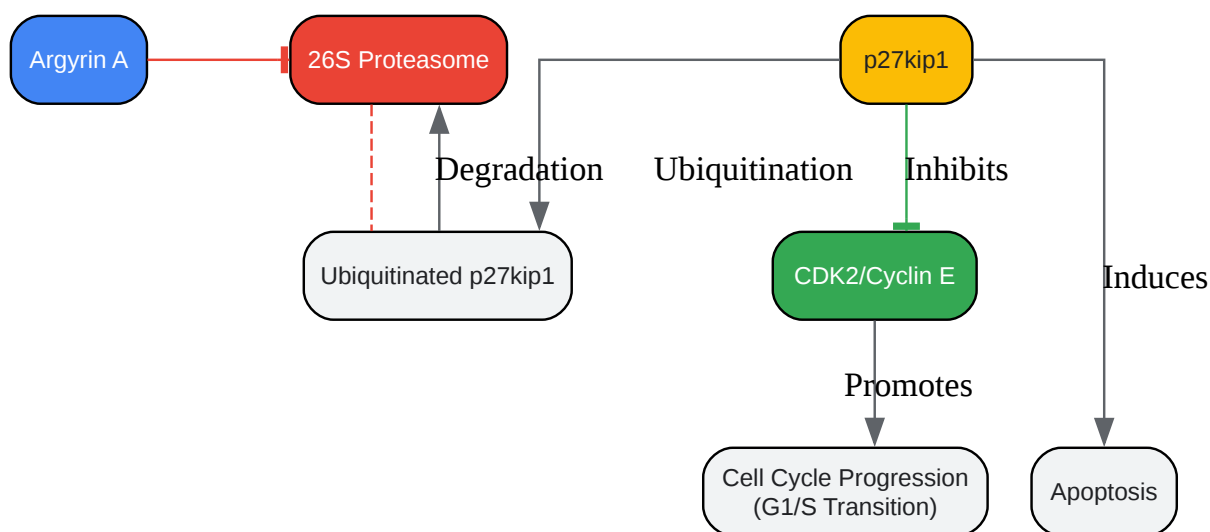 Argyrin A
26S Proteasome
p27kip1
Degradation
Ubiquitination
Inhibits
Ubiquitinated p27kip1
CDK2/Cyclin E
Induces
Promotes
Cell Cycle Progression
(G1/S Transition)
Apoptosis